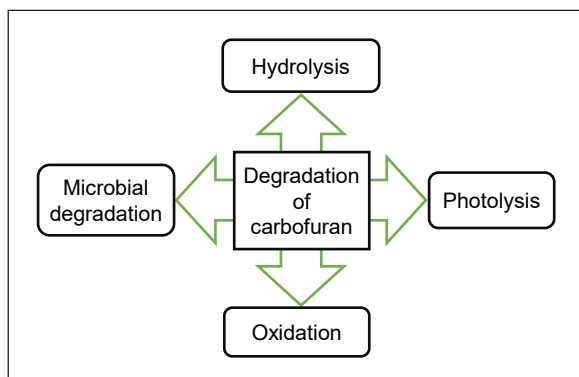 Hydrolysis
Microbial
degradation
Degradation
of
carbofuran
Photolysis
Oxidation